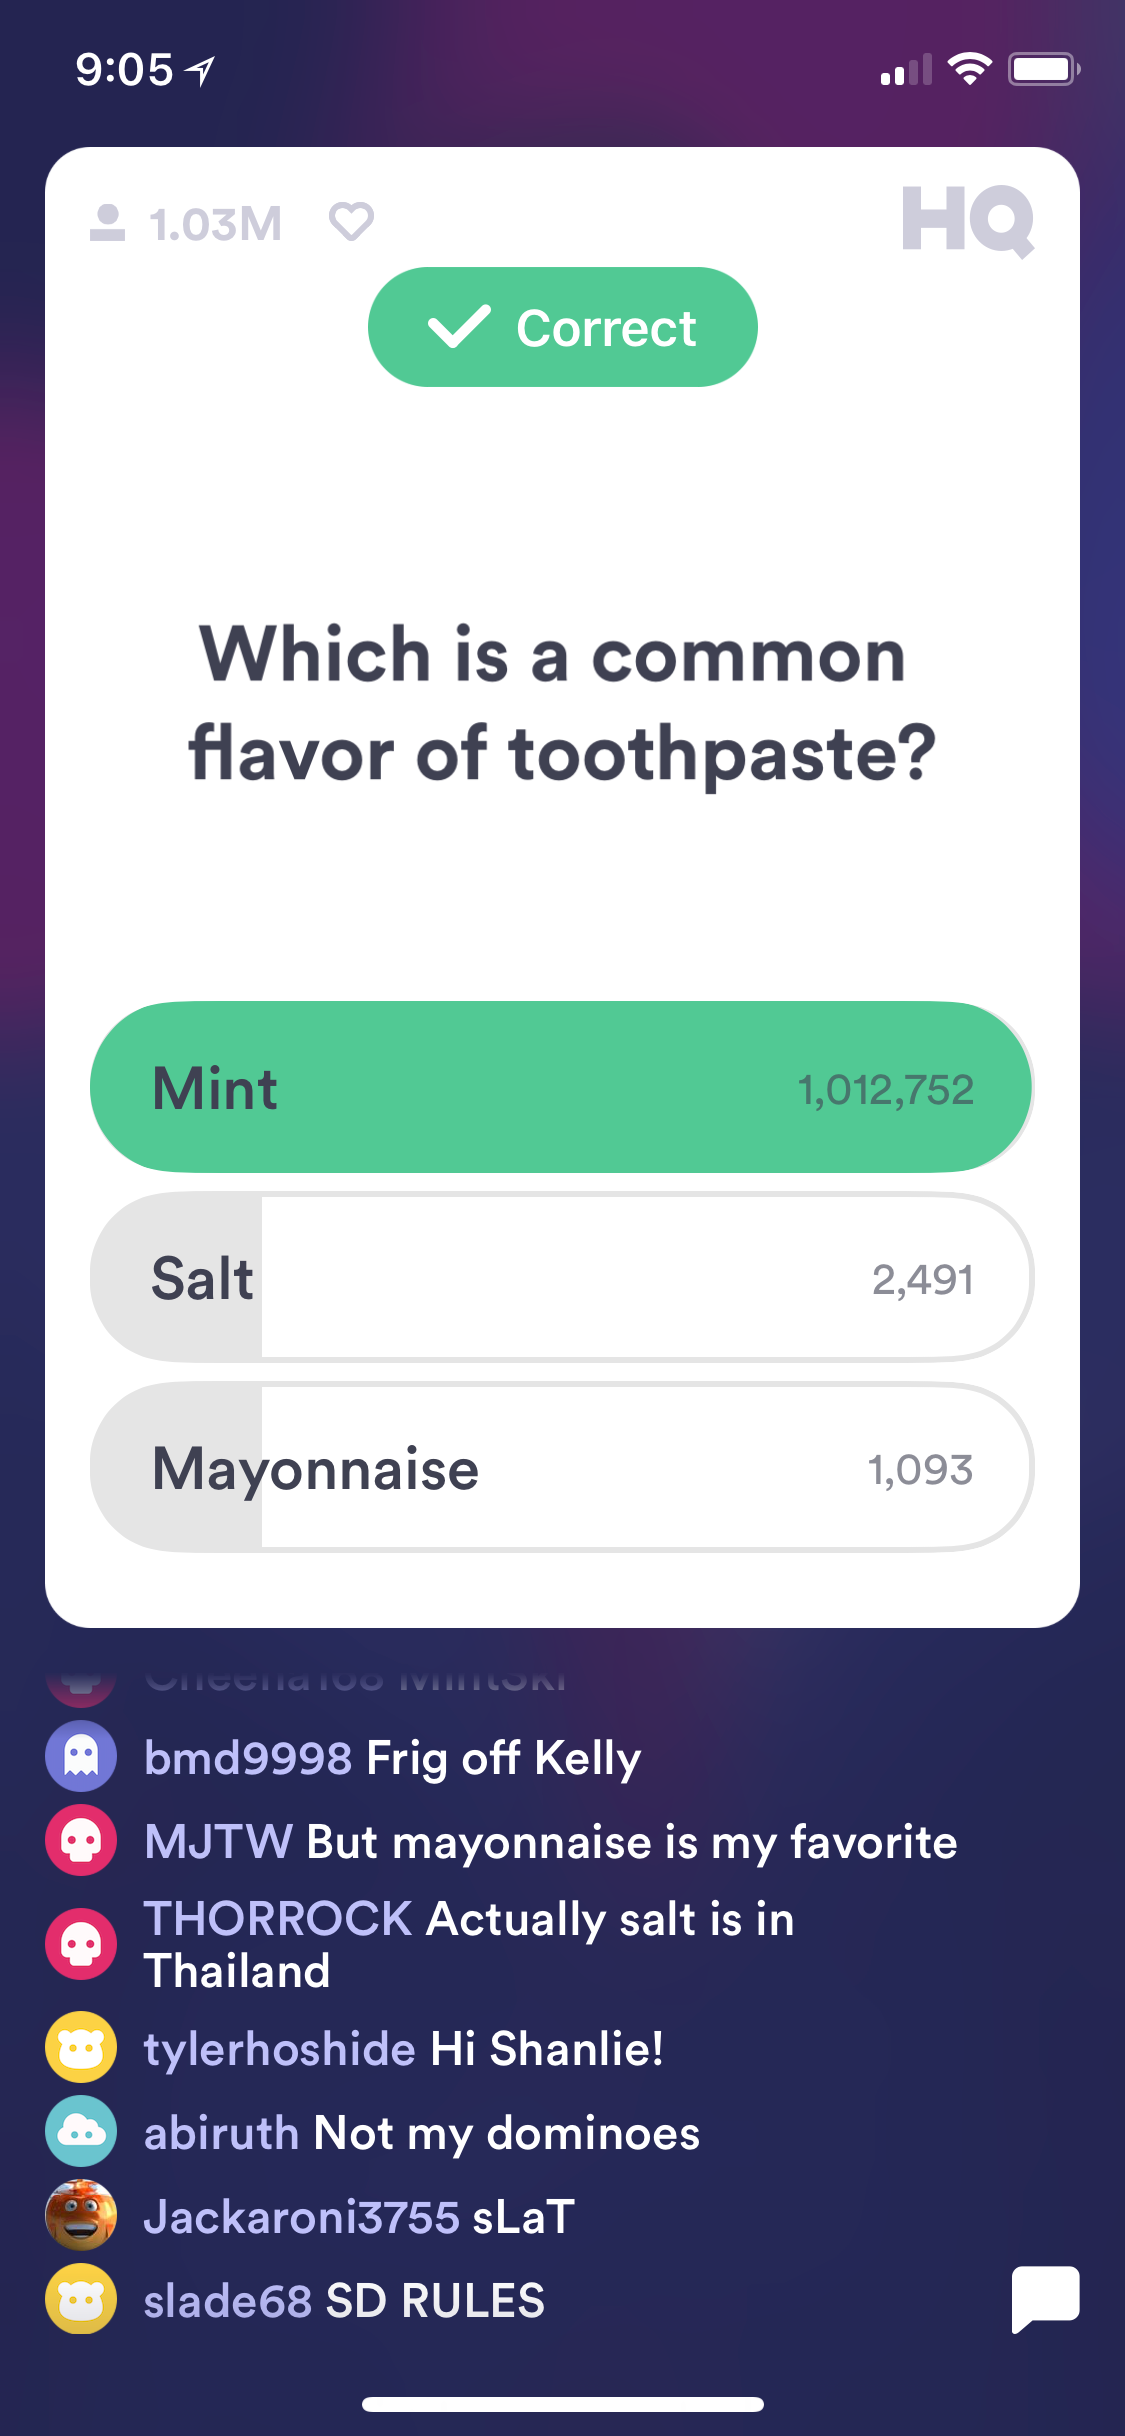 9:05
1.03M
HQ
Correct
Which is a common
flavor of toothpaste?
Mint 1,012,752
Salt 2,491
Mayonnaise 1,093
bmd9998 Frig off Kelly
MJTW But mayonnaise is my favorite
THORROCK Actually salt is in
Thailand
tylerhoshide Hi Shanlie!
abiruth Not my dominoes
Jackaroni3755 sLaT
slade68 SD RULES